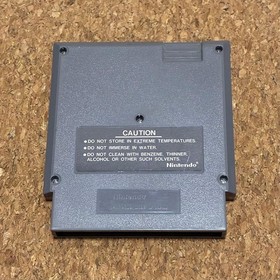 CAUTION
•DO NOT STORE IN EXTREME TEMPERATURES.
•DO NOT IMMERSE IN WATER.
•DO NOT CLEAN WITH BENZENE, THINNER,
ALCOHOL OR OTHER SUCH SOLVENTS.
Nintendo